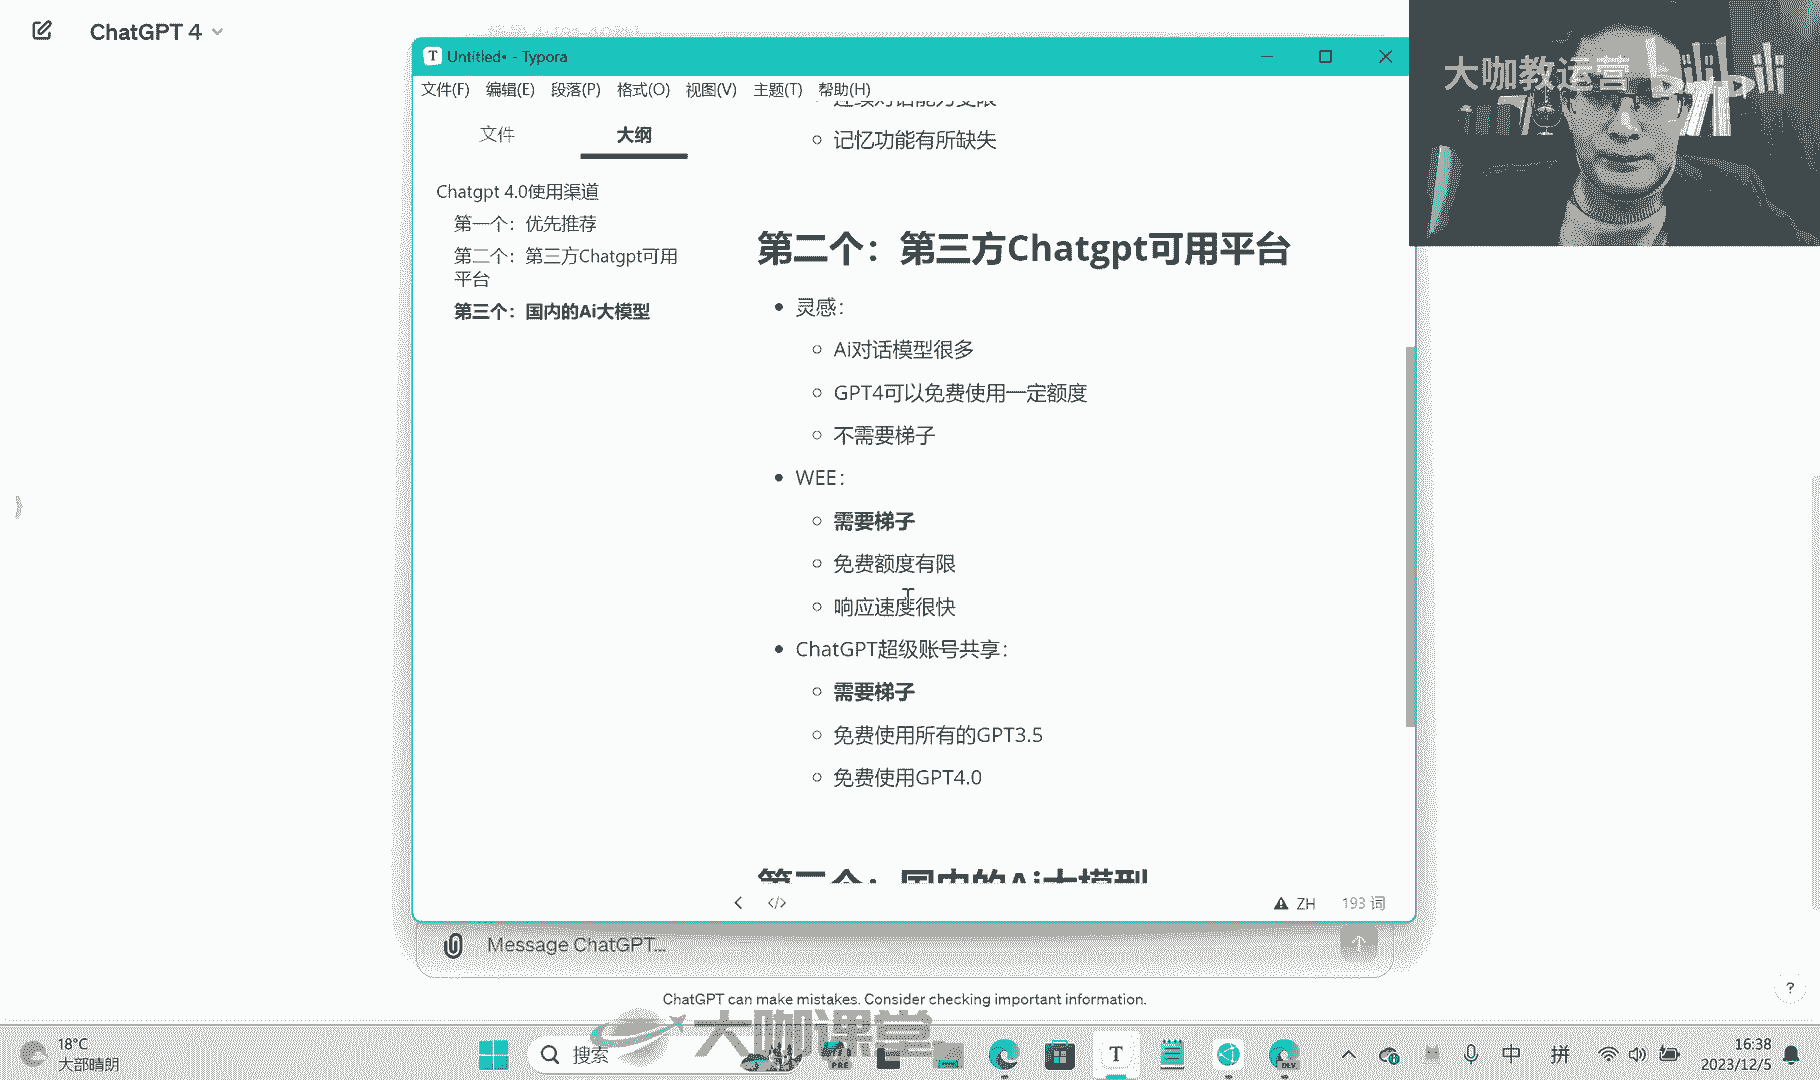 ChatGPT 4
Untitled• - Typora
大咖教运营
bilibili
文件(F) 编辑(E) 段落(P) 格式(O) 视图(V) 主题(T) 帮助(H)
文件
大纲
Chatgpt 4.0使用渠道
第一个：优先推荐
第二个：第三方Chatgpt可用
平台
第三个：国内的Ai大模型
连续对话能力受限
记忆功能有所缺失
第二个：第三方Chatgpt可用平台
灵感：
Ai对话模型很多
GPT4可以免费使用一定额度
不需要梯子
WEE：
需要梯子
免费额度有限
响应速度很快
ChatGPT超级账号共享：
需要梯子
免费使用所有的GPT3.5
免费使用GPT4.0
国内的Ai大模型
ZH
193 词
Message ChatGPT...
ChatGPT can make mistakes. Consider checking important information.
?
大咖课堂
18°C
大部晴朗
搜索
PRE
T
DEV
中
拼
16:38
2023/12/5